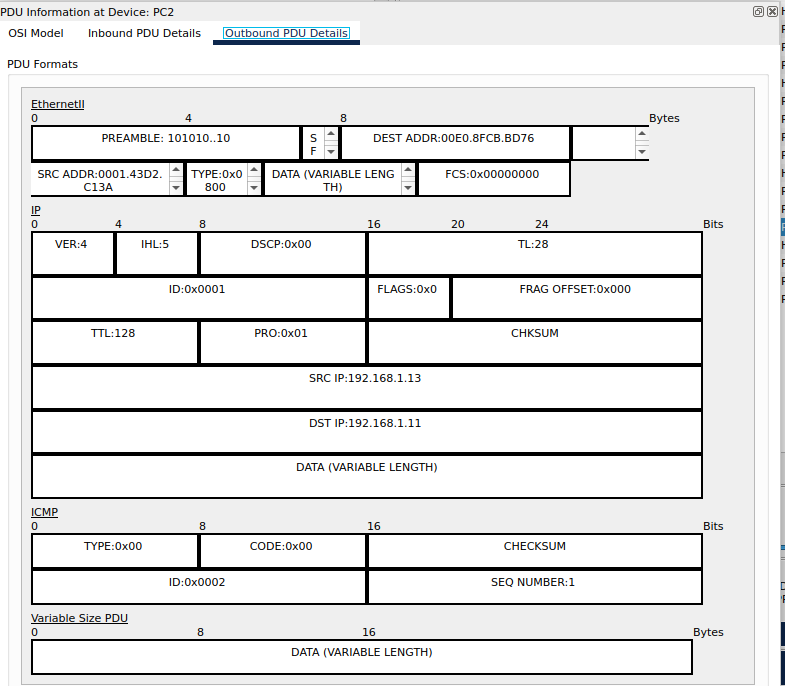 PDU Information at Device: PC2
OSI Model Inbound PDU Details Outbound PDU Details
PDU Formats
EthernetII
0 4 8 Bytes
PREAMBLE: 101010..10 S F DEST ADDR:00E0.8FCB.BD76
SRC ADDR:0001.43D2.C13A TYPE:0x0800 DATA (VARIABLE LENGTH) FCS:0x00000000
IP
0 4 8 16 20 24 Bits
VER:4 IHL:5 DSCP:0x00 TL:28
ID:0x0001 FLAGS:0x0 FRAG OFFSET:0x000
TTL:128 PRO:0x01 CHKSUM
SRC IP:192.168.1.13
DST IP:192.168.1.11
DATA (VARIABLE LENGTH)
ICMP
0 8 16 Bits
TYPE:0x00 CODE:0x00 CHECKSUM
ID:0x0002 SEQ NUMBER:1
Variable Size PDU
0 8 16 Bytes
DATA (VARIABLE LENGTH)